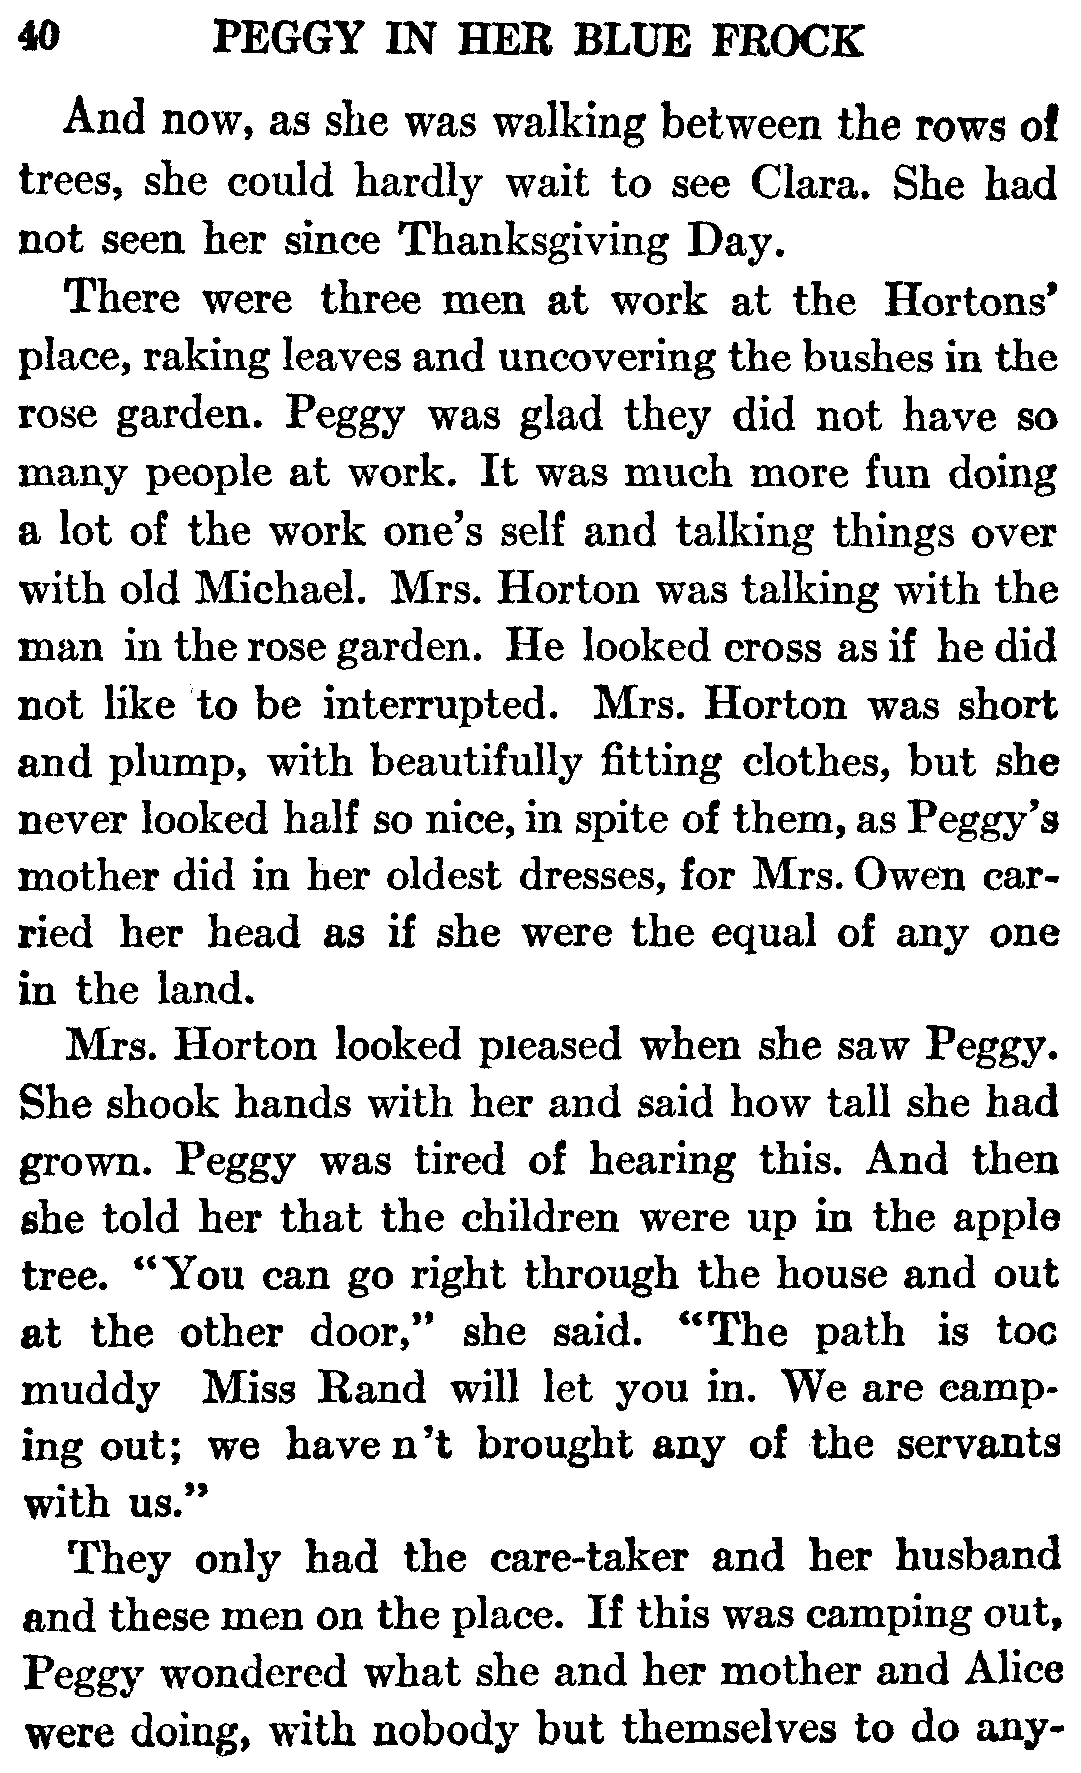 40 PEGGY IN HER BLUE FROCK
And now, as she was walking between the rows of
trees, she could hardly wait to see Clara. She had
not seen her since Thanksgiving Day.
There were three men at work at the Hortons'
place, raking leaves and uncovering the bushes in the
rose garden. Peggy was glad they did not have so
many people at work. It was much more fun doing
a lot of the work one's self and talking things over
with old Michael. Mrs. Horton was talking with the
man in the rose garden. He looked cross as if he did
not like to be interrupted. Mrs. Horton was short
and plump, with beautifully fitting clothes, but she
never looked half so nice, in spite of them, as Peggy's
mother did in her oldest dresses, for Mrs. Owen car-
ried her head as if she were the equal of any one
in the land.
Mrs. Horton looked pleased when she saw Peggy.
She shook hands with her and said how tall she had
grown. Peggy was tired of hearing this. And then
she told her that the children were up in the apple
tree. “You can go right through the house and out
at the other door,” she said. “The path is too
muddy Miss Rand will let you in. We are camp-
ing out; we have n't brought any of the servants
with us.”
They only had the care-taker and her husband
and these men on the place. If this was camping out,
Peggy wondered what she and her mother and Alice
were doing, with nobody but themselves to do any-